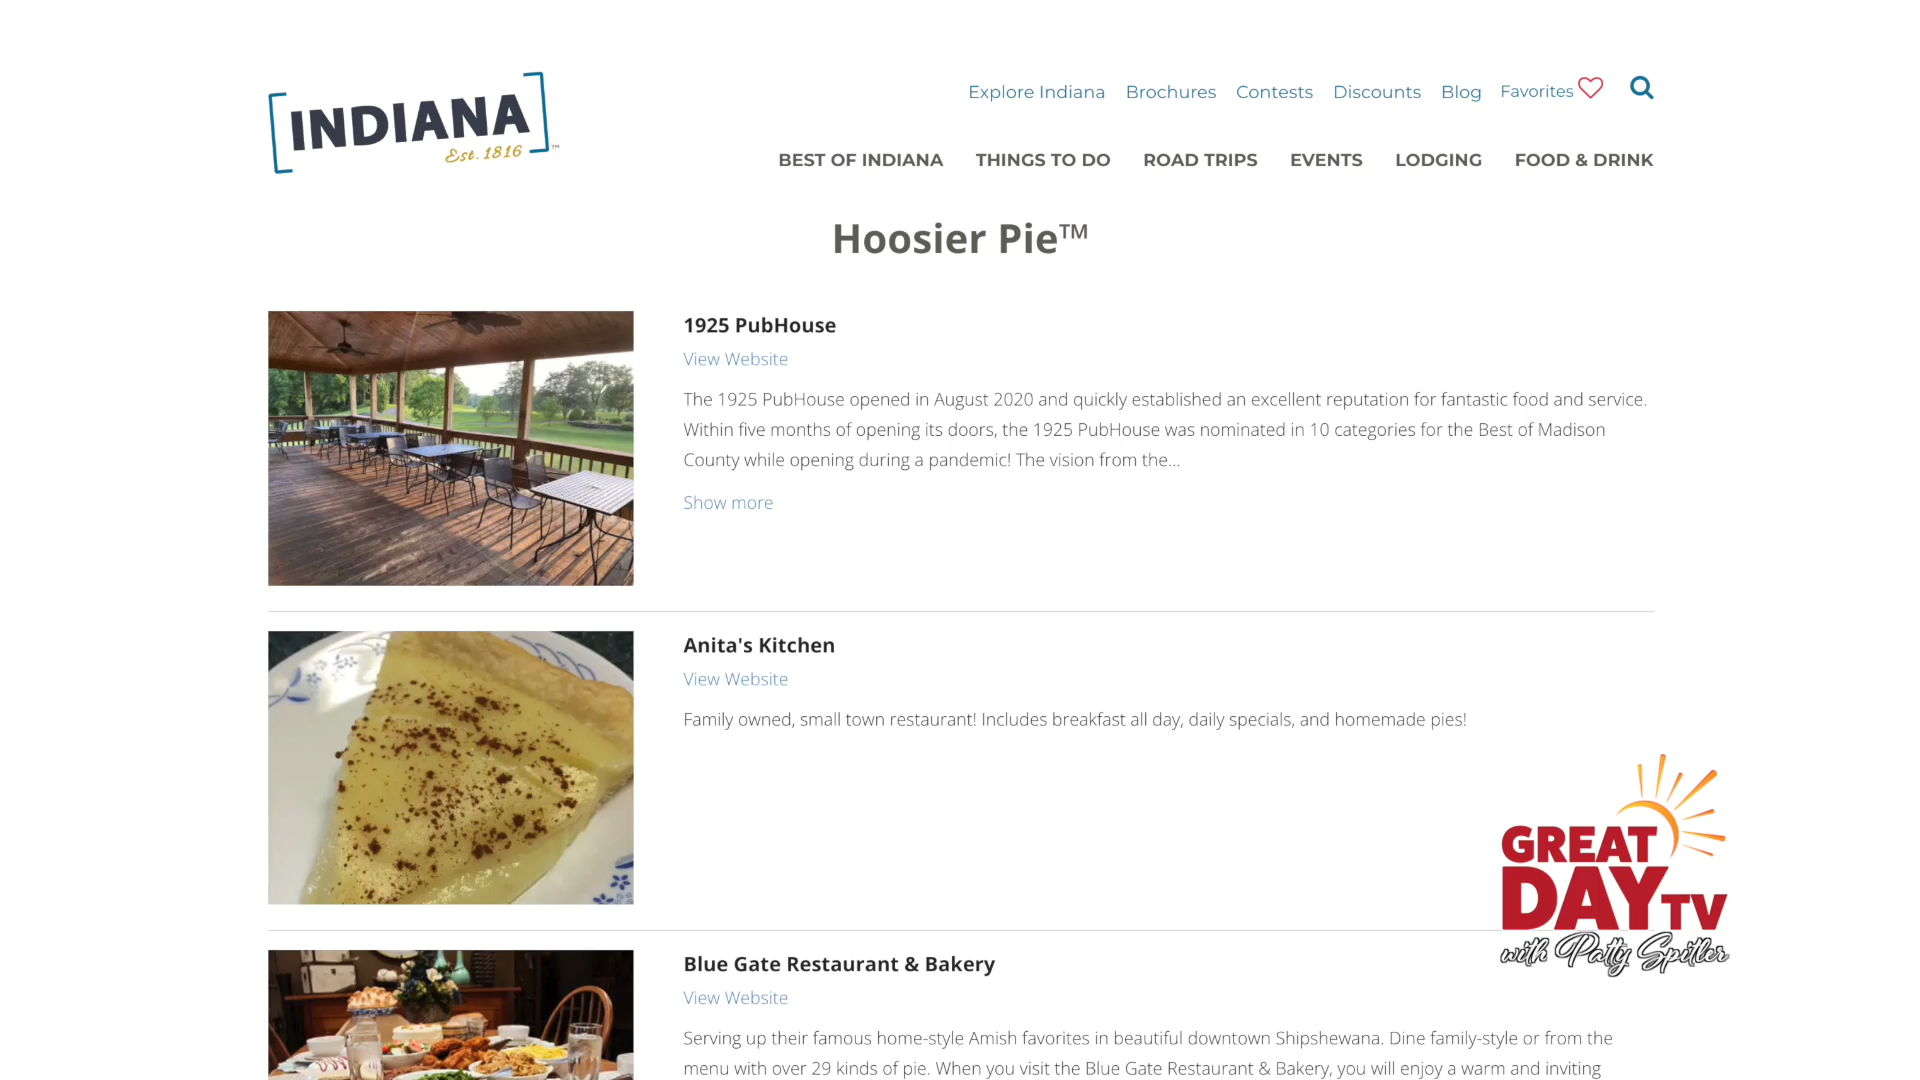 INDIANA
Est. 1816
™
Explore Indiana Brochures Contests Discounts Blog Favorites
BEST OF INDIANA THINGS TO DO ROAD TRIPS EVENTS LODGING FOOD & DRINK
Hoosier Pie™
1925 PubHouse
View Website
The 1925 PubHouse opened in August 2020 and quickly established an excellent reputation for fantastic food and service.
Within five months of opening its doors, the 1925 PubHouse was nominated in 10 categories for the Best of Madison
County while opening during a pandemic! The vision from the...
Show more
Anita's Kitchen
View Website
Family owned, small town restaurant! Includes breakfast all day, daily specials, and homemade pies!
GREAT
DAY TV
with Patty Spitler
Blue Gate Restaurant & Bakery
View Website
Serving up their famous home-style Amish favorites in beautiful downtown Shipshewana. Dine family-style or from the
menu with over 29 kinds of pie. When you visit the Blue Gate Restaurant & Bakery, you will enjoy a warm and inviting